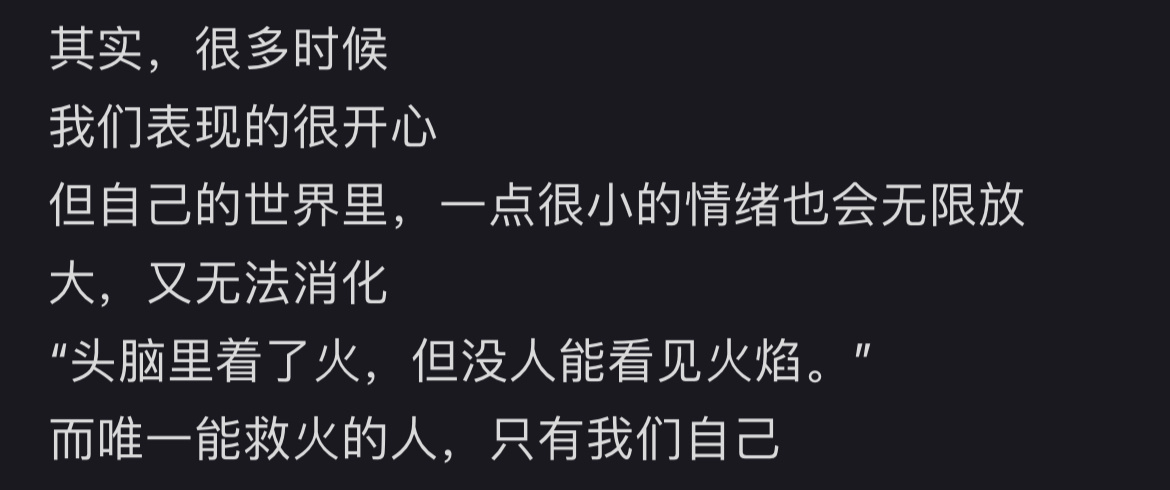 其实，很多时候
我们表现的很开心
但自己的世界里，一点很小的情绪也会无限放
大，又无法消化
“头脑里着了火，但没人能看见火焰。”
而唯一能救火的人，只有我们自己